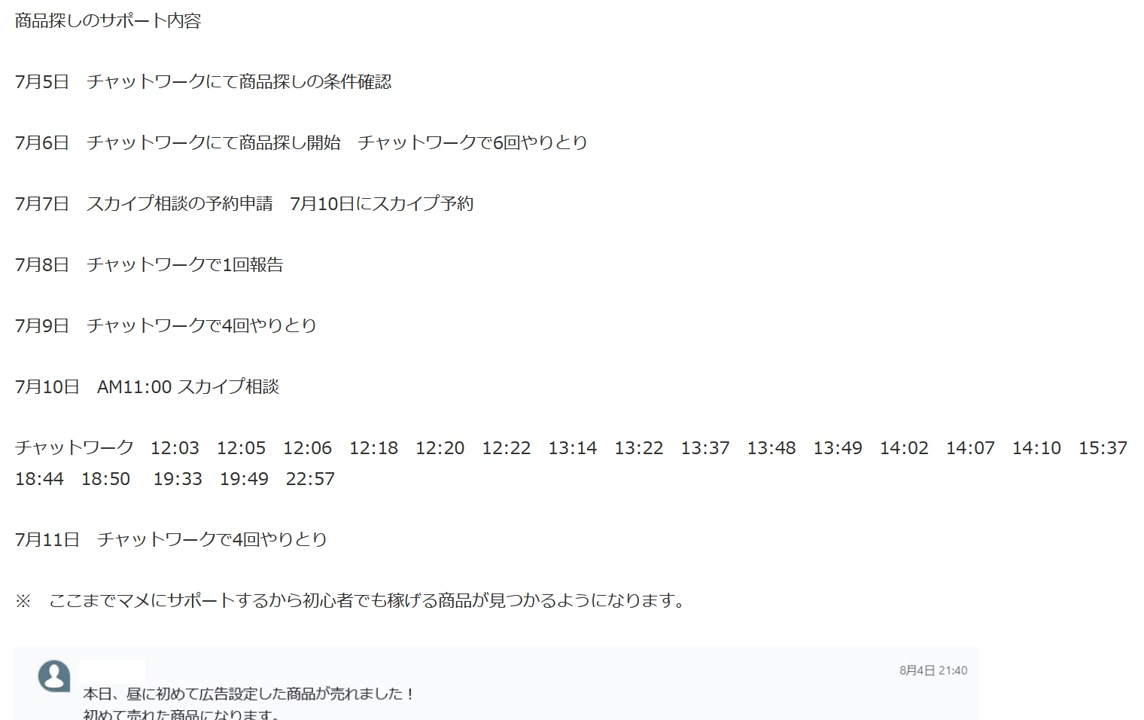 商品探しのサポート内容
7月5日　チャットワークにて商品探しの条件確認
7月6日　チャットワークにて商品探し開始　チャットワークで6回やりとり
7月7日　スカイプ相談の予約申請　7月10日にスカイプ予約
7月8日　チャットワークで1回報告
7月9日　チャットワークで4回やりとり
7月10日　AM11:00 スカイプ相談
チャットワーク　12:03　12:05　12:06　12:18　12:20　12:22　13:14　13:22　13:37　13:48　13:49　14:02　14:07　14:10　15:37
18:44　18:50　 19:33　19:49　22:57
7月11日　チャットワークで4回やりとり
※　ここまでマメにサポートするから初心者でも稼げる商品が見つかるようになります。
8月4日 21:40
本日、昼に初めて広告設定した商品が売れました！
初めて売れた商品になります。